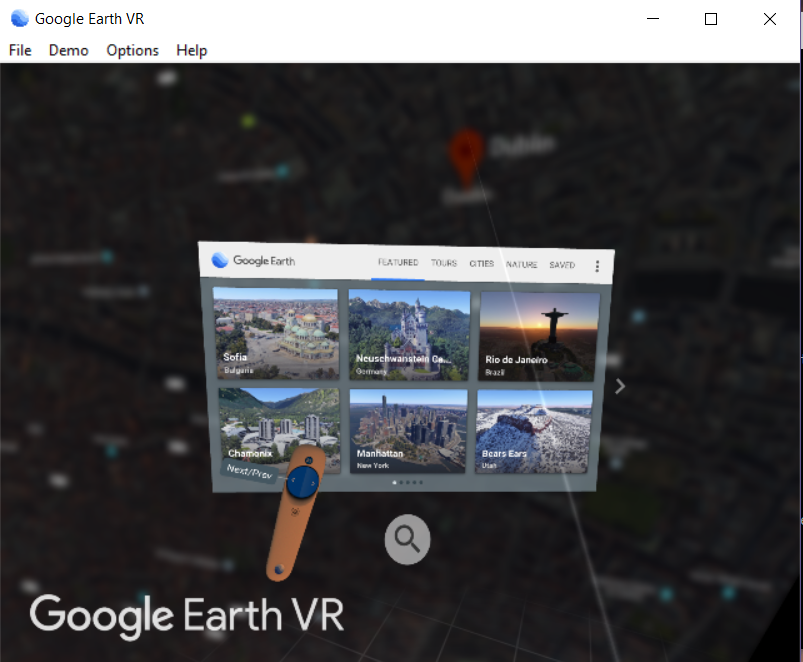 Google Earth VR
File Demo Options Help
Dublin
Google Earth FEATURED TOURS CITIES NATURE SAVED
Sofia
Bulgaria
Neuschwanstein Ca...
Germany
Rio de Janeiro
Brazil
Chamonix
Manhattan
New York
Bears Ears
Utah
Next/Prev
Google Earth VR